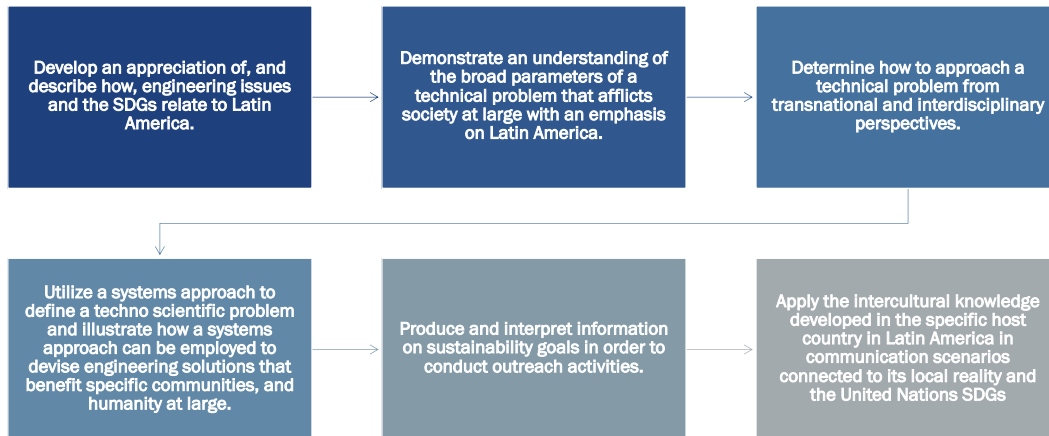 Develop an appreciation of, and
describe how, engineering issues
and the SDGs relate to Latin
America.
Demonstrate an understanding of
the broad parameters of a
technical problem that afflicts
society at large with an emphasis
on Latin America.
Determine how to approach a
technical problem from
transnational and interdisciplinary
perspectives.
Utilize a systems approach to
define a techno scientific problem
and illustrate how a systems
approach can be employed to
devise engineering solutions that
benefit specific communities, and
humanity at large.
Produce and interpret information
on sustainability goals in order to
conduct outreach activities.
Apply the intercultural knowledge
developed in the specific host
country in Latin America in
communication scenarios
connected to its local reality and
the United Nations SDGs